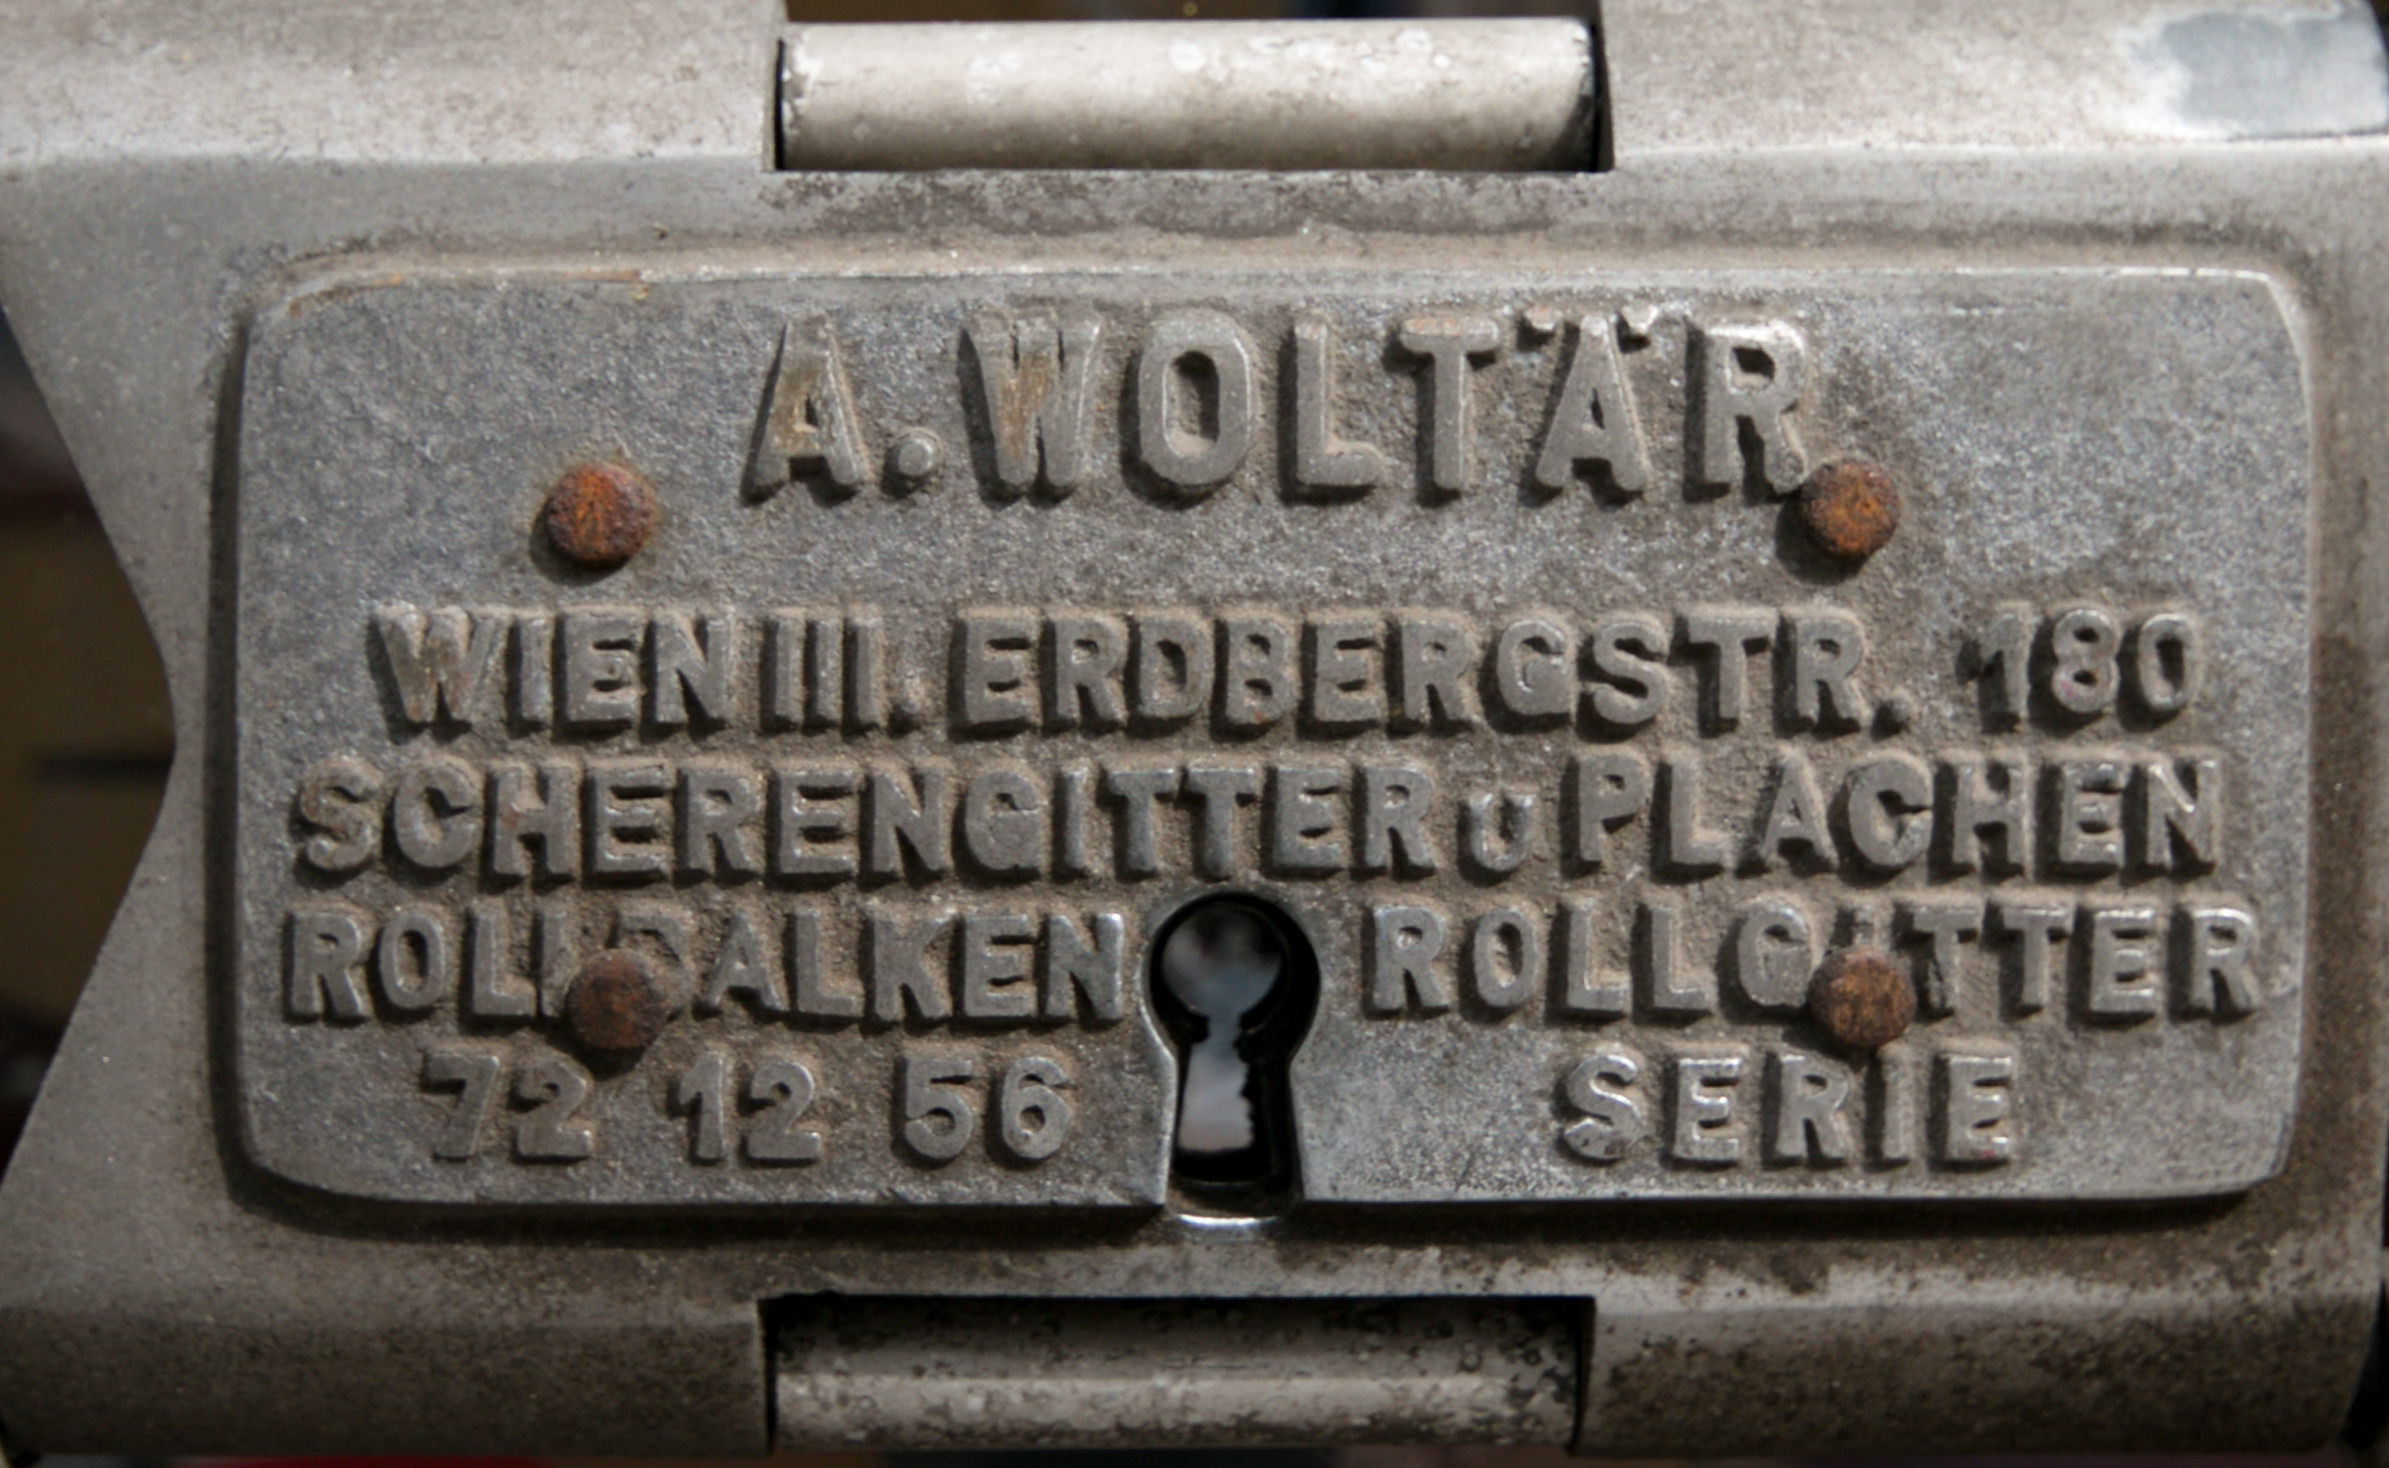 A. WOLTÄR
WIEN III. ERDBERGSTR. 180
SCHERENGITTER u PLACHEN
ROLLBALKEN ROLLGITTER
72 12 56 SERIE